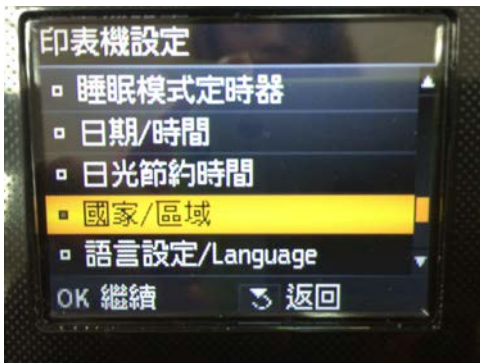 印表機設定
睡眠模式定時器
日期/時間
日光節約時間
國家/區域
語言設定/Language
OK 繼續 返回